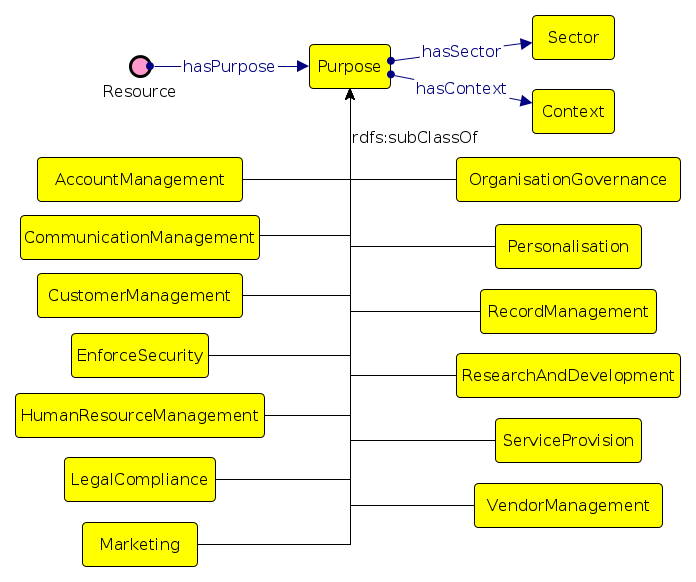 hasPurpose
Resource
Purpose
hasSector
Sector
hasContext
Context
rdfs:subClassOf
AccountManagement
OrganisationGovernance
CommunicationManagement
Personalisation
CustomerManagement
RecordManagement
EnforceSecurity
ResearchAndDevelopment
HumanResourceManagement
ServiceProvision
LegalCompliance
VendorManagement
Marketing